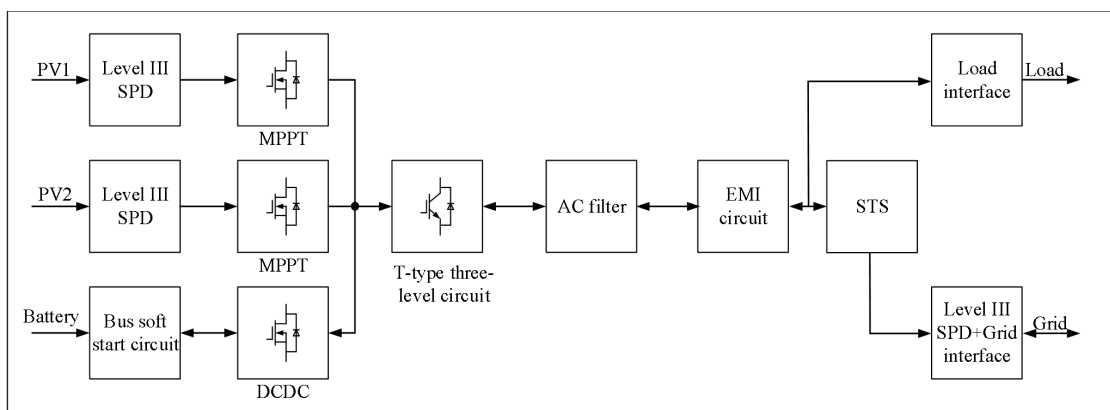 PV1
Level III
SPD
MPPT
PV2
Level III
SPD
MPPT
Battery
Bus soft
start circuit
DCDC
T-type three-
level circuit
AC filter
EMI
circuit
STS
Load
interface
Load
Level III
SPD+Grid
interface
Grid